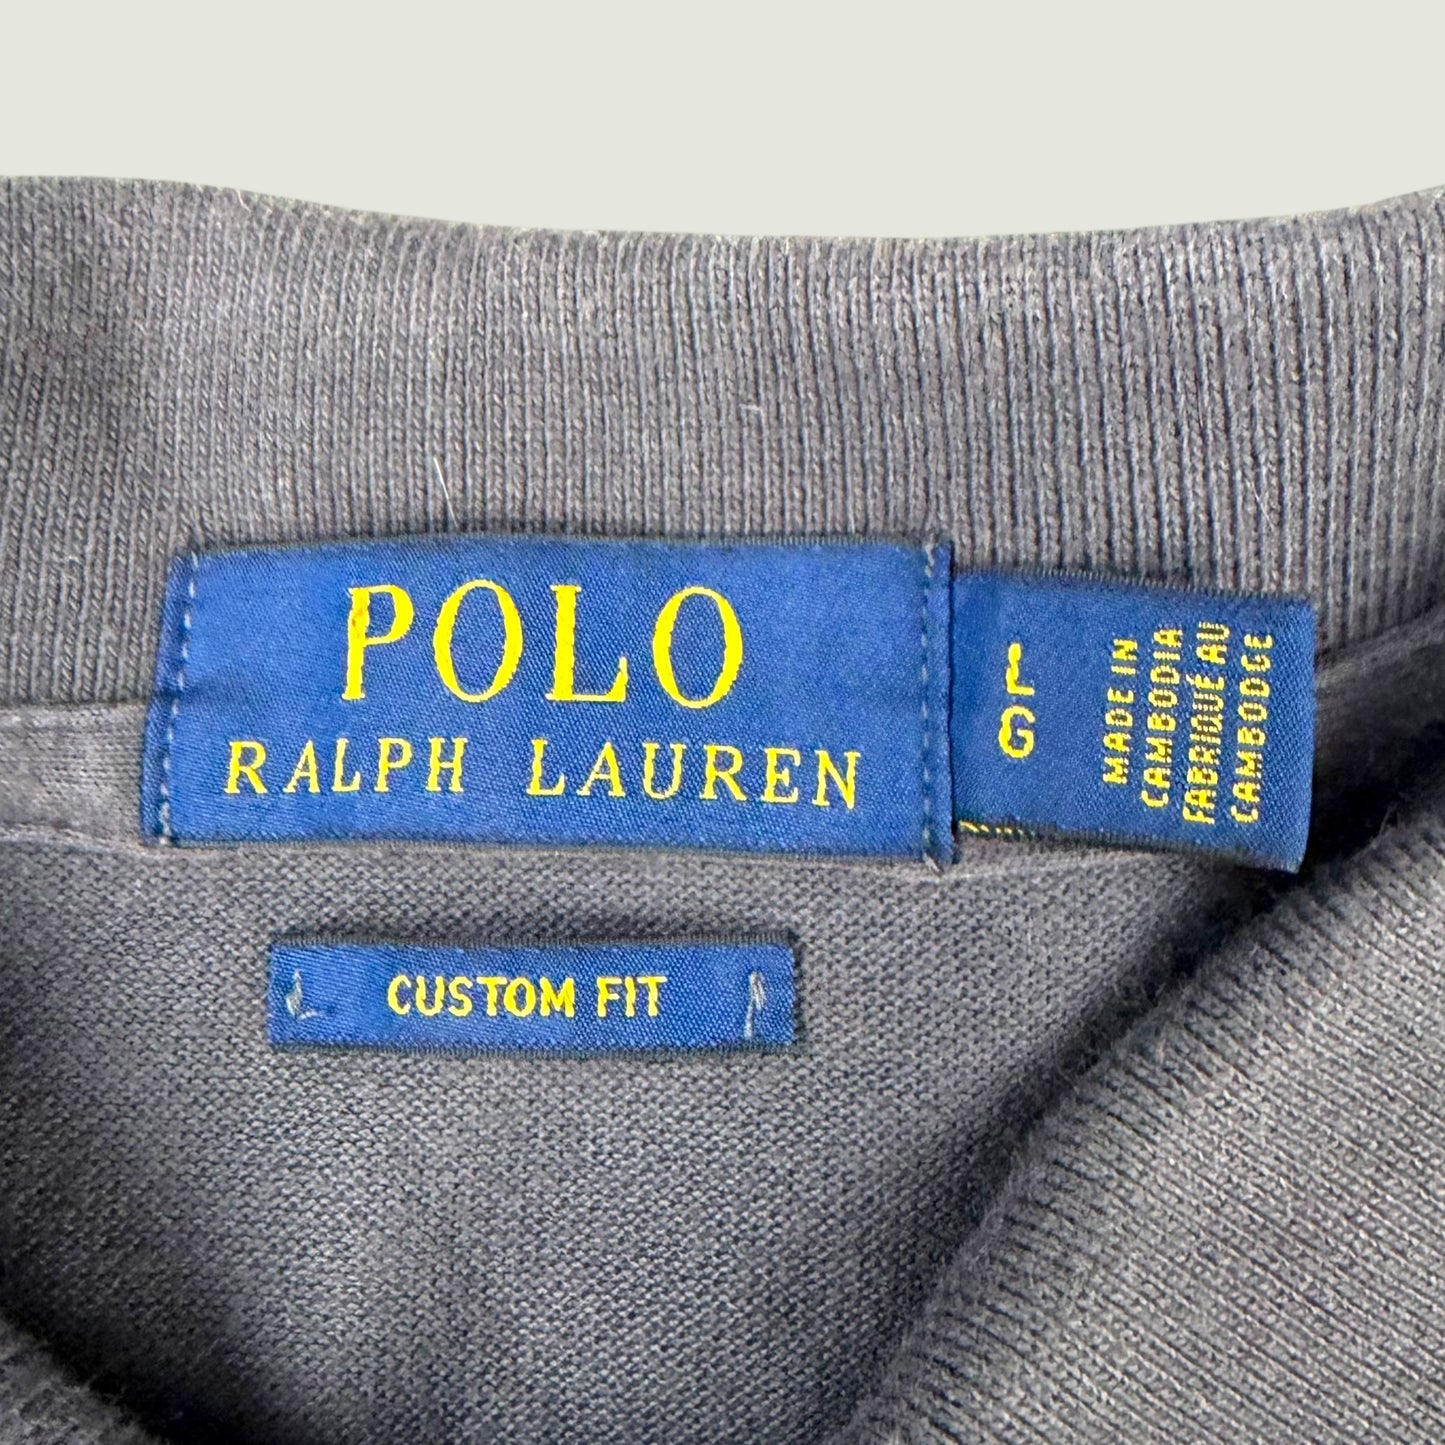 POLO
RALPH LAUREN
L
G
MADE IN
CAMBODIA
FABRIQUÉ AU
CAMBODGE
CUSTOM FIT